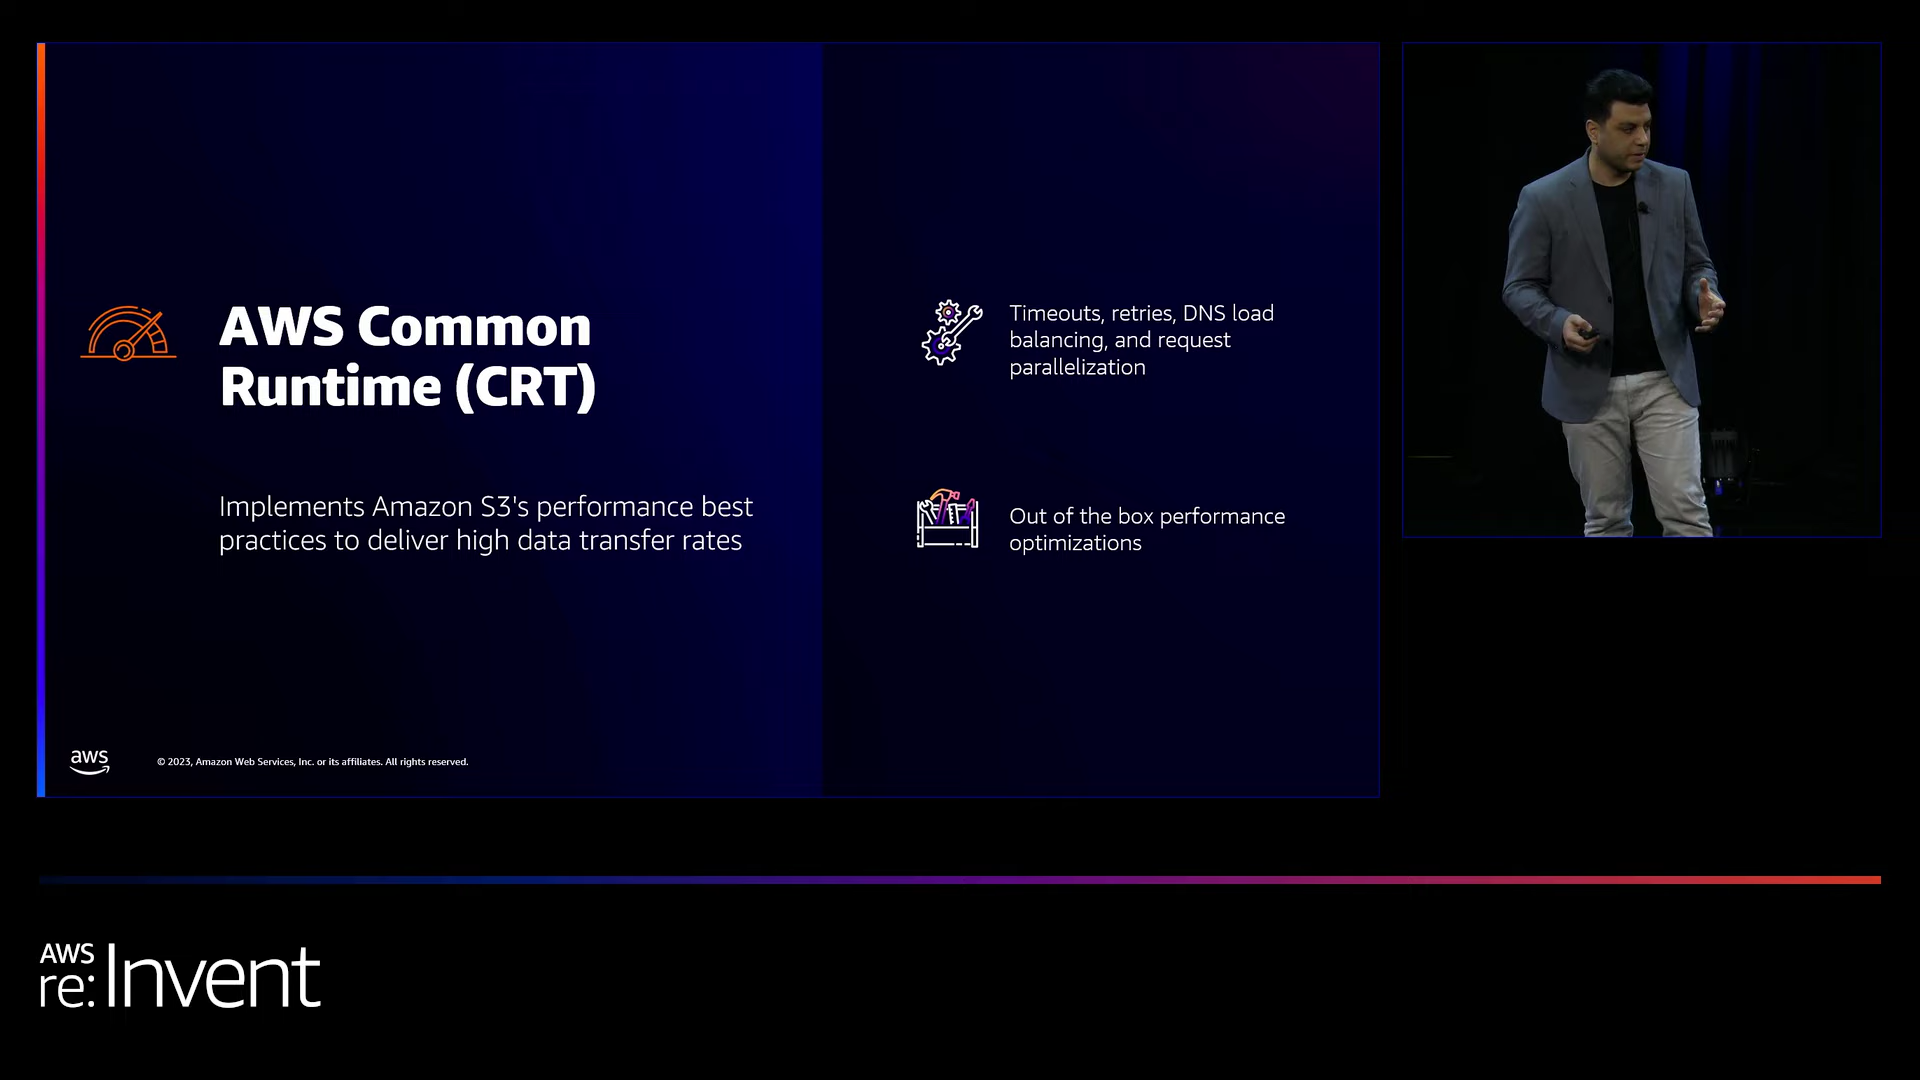 AWS Common
Runtime (CRT)
Implements Amazon S3's performance best
practices to deliver high data transfer rates
Timeouts, retries, DNS load
balancing, and request
parallelization
Out of the box performance
optimizations
aws
© 2023, Amazon Web Services, Inc. or its affiliates. All rights reserved.
AWS
re:Invent